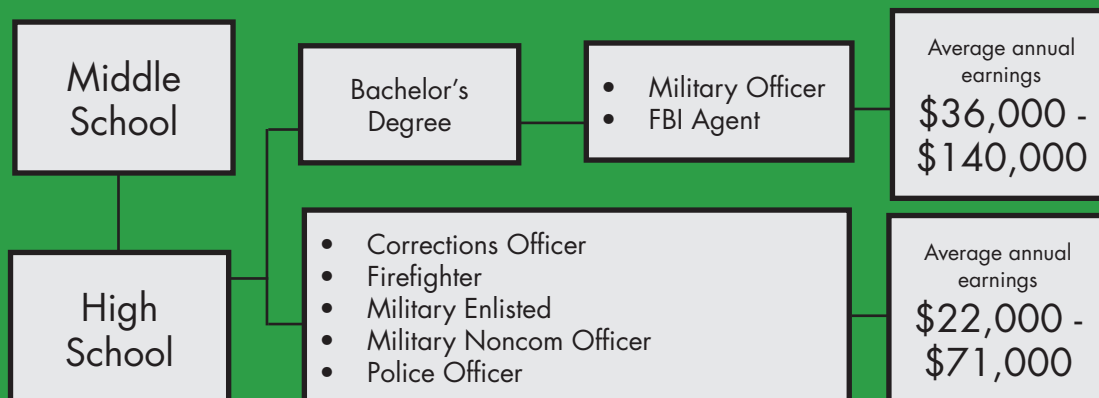 Middle
School
Bachelor's
Degree
• Military Officer
• FBI Agent
Average annual
earnings
$36,000 -
$140,000
High
School
• Corrections Officer
• Firefighter
• Military Enlisted
• Military Noncom Officer
• Police Officer
Average annual
earnings
$22,000 -
$71,000